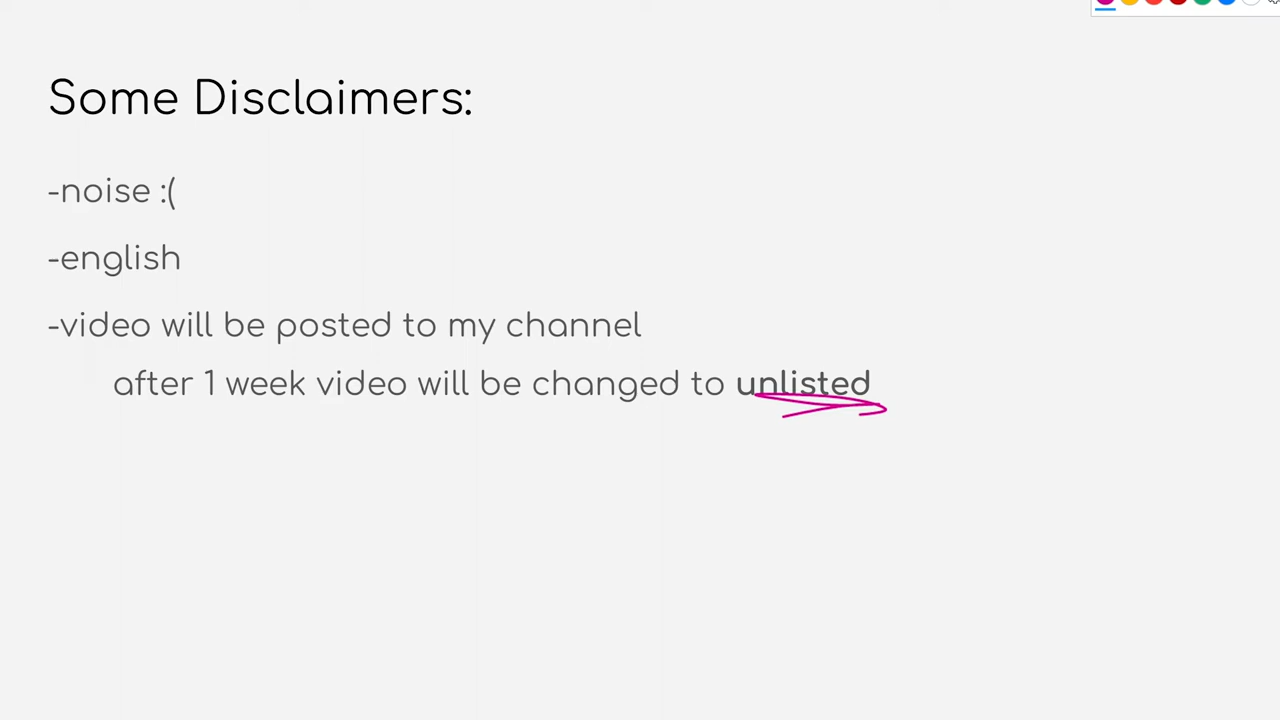 Some Disclaimers:
-noise :(
-english
-video will be posted to my channel
after 1 week video will be changed to unlisted